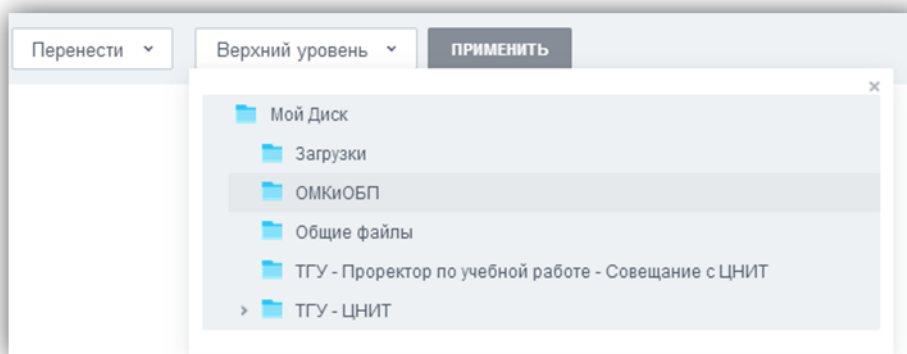 Перенести Верхний уровень ПРИМЕНИТЬ
Мой Диск
Загрузки
ОМКиОБП
Общие файлы
ТГУ - Проректор по учебной работе - Совещание с ЦНИТ
ТГУ - ЦНИТ